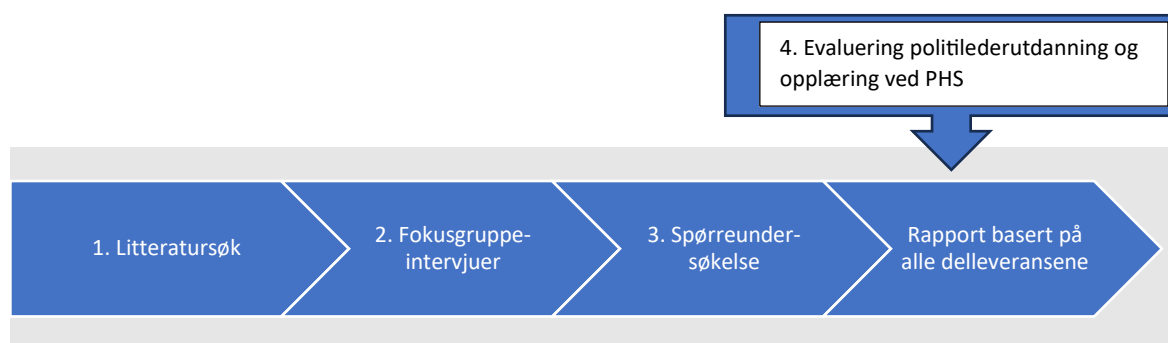 4. Evaluering politilederutdanning og
opplæring ved PHS
1. Litteratursøk
2. Fokusgruppe-
intervjuer
3. Spørreunder-
søkelse
Rapport basert på
alle delleveransene